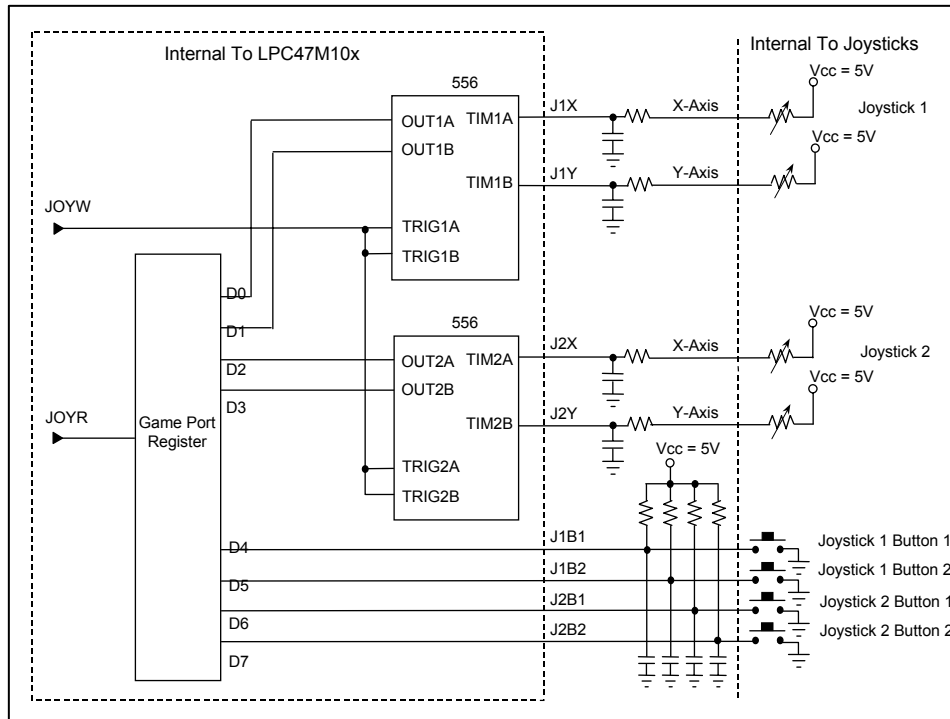 Internal To LPC47M10x
Internal To Joysticks
Vcc = 5V
556
J1X
X-Axis
Joystick 1
OUT1A
TIM1A
OUT1B
Vcc = 5V
J1Y
Y-Axis
TIM1B
JOYW
TRIG1A
TRIG1B
D0
D1
556
Vcc = 5V
J2X
X-Axis
Joystick 2
D2
OUT2A
TIM2A
Vcc = 5V
D3
OUT2B
J2Y
Y-Axis
TIM2B
JOYR
Game Port
Register
Vcc = 5V
TRIG2A
TRIG2B
D4
J1B1
Joystick 1 Button 1
D5
J1B2
Joystick 1 Button 2
D6
J2B1
Joystick 2 Button 1
D7
J2B2
Joystick 2 Button 2